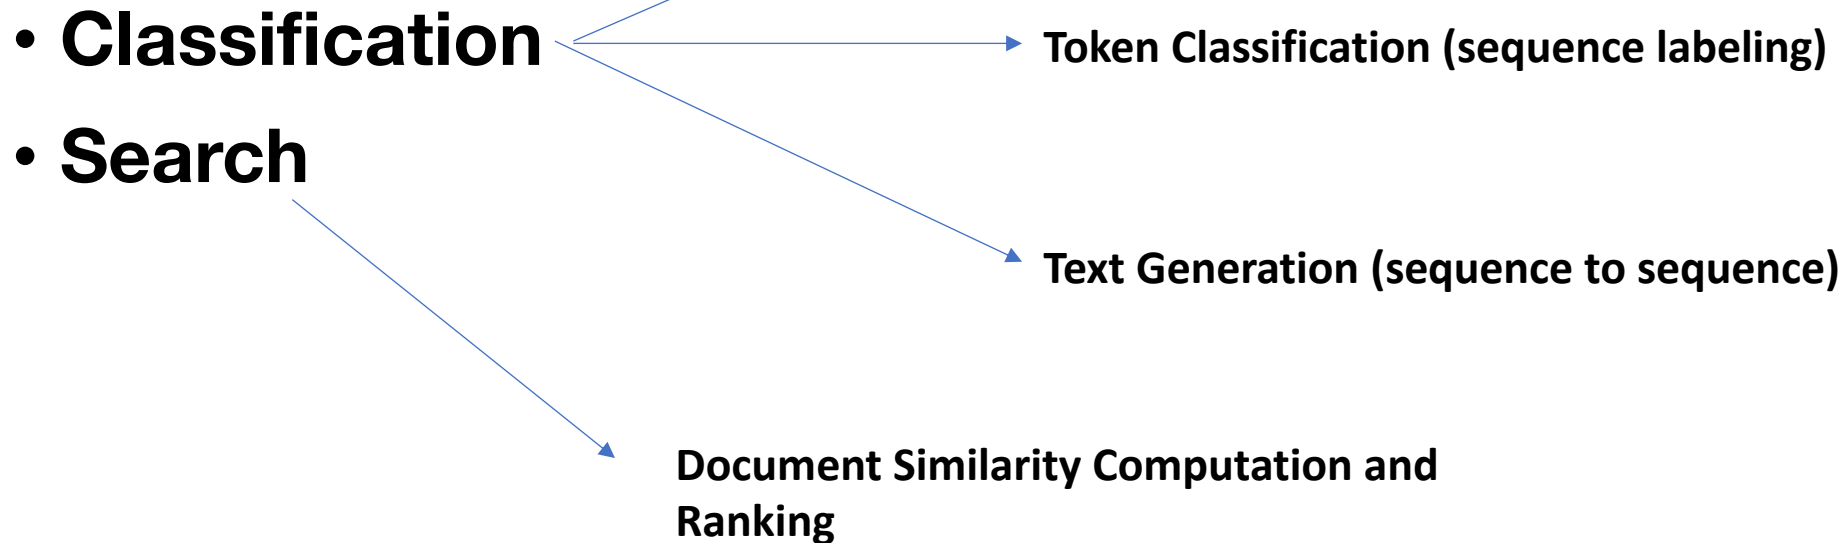 • Classification
Token Classification (sequence labeling)
• Search
Text Generation (sequence to sequence)
Document Similarity Computation and
Ranking